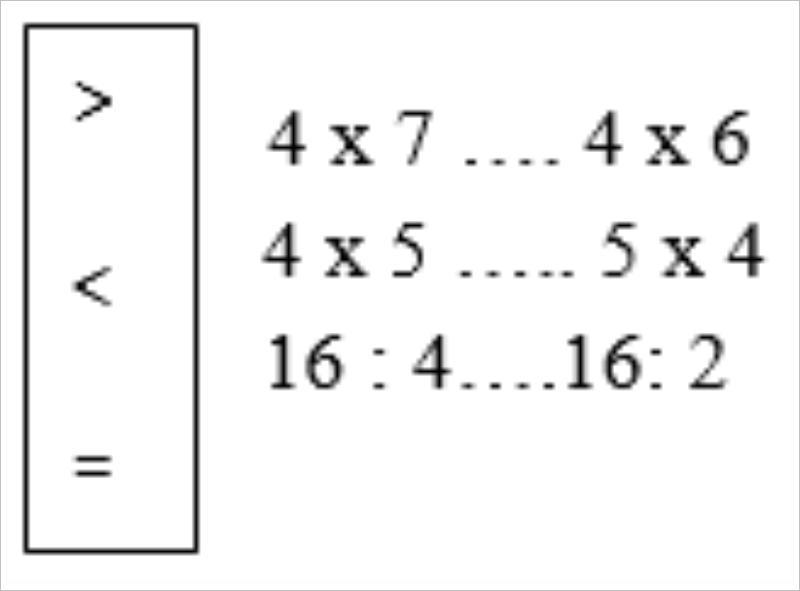 >
4 x 7 .... 4 x 6
4 x 5 ..... 5 x 4
<
16 : 4....16: 2
=